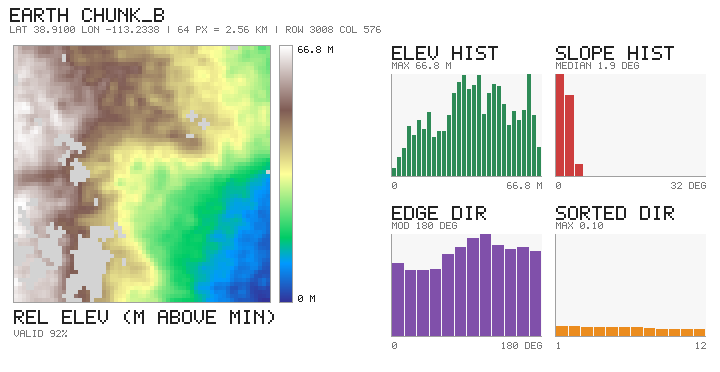 EARTH CHUNK_B
LAT 38.9100 LON -113.2338 | 64 PX = 2.56 KM | ROW 3008 COL 576
66.8 M
0 M
REL ELEV (M ABOVE MIN)
VALID 92%
ELEV HIST
MAX 66.8 M
0 66.8 M
SLOPE HIST
MEDIAN 1.9 DEG
0 32 DEG
EDGE DIR
MOD 180 DEG
0 180 DEG
SORTED DIR
MAX 0.10
1 12